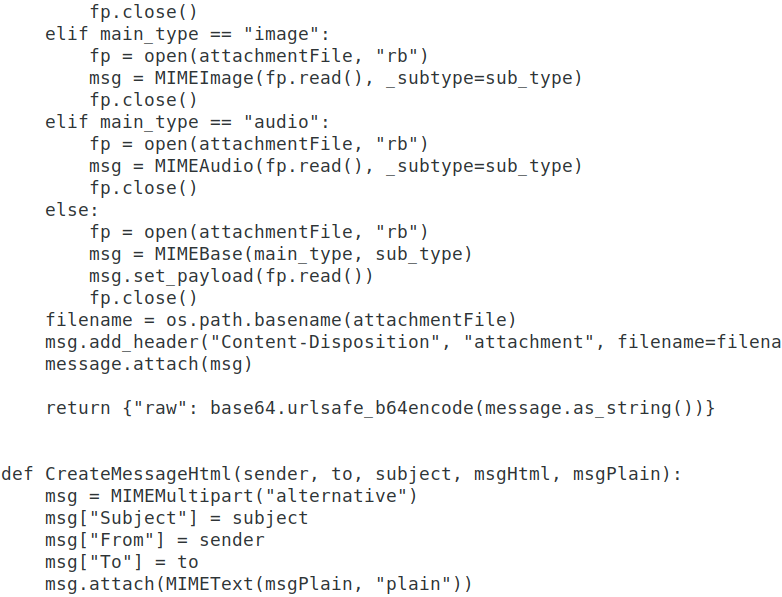 fp.close()
    elif main_type == "image":
        fp = open(attachmentFile, "rb")
        msg = MIMEImage(fp.read(), _subtype=sub_type)
        fp.close()
    elif main_type == "audio":
        fp = open(attachmentFile, "rb")
        msg = MIMEAudio(fp.read(), _subtype=sub_type)
        fp.close()
    else:
        fp = open(attachmentFile, "rb")
        msg = MIMEBase(main_type, sub_type)
        msg.set_payload(fp.read())
        fp.close()
    filename = os.path.basename(attachmentFile)
    msg.add_header("Content-Disposition", "attachment", filename=filena
    message.attach(msg)

    return {"raw": base64.urlsafe_b64encode(message.as_string())}


def CreateMessageHtml(sender, to, subject, msgHtml, msgPlain):
    msg = MIMEMultipart("alternative")
    msg["Subject"] = subject
    msg["From"] = sender
    msg["To"] = to
    msg.attach(MIMEText(msgPlain, "plain"))